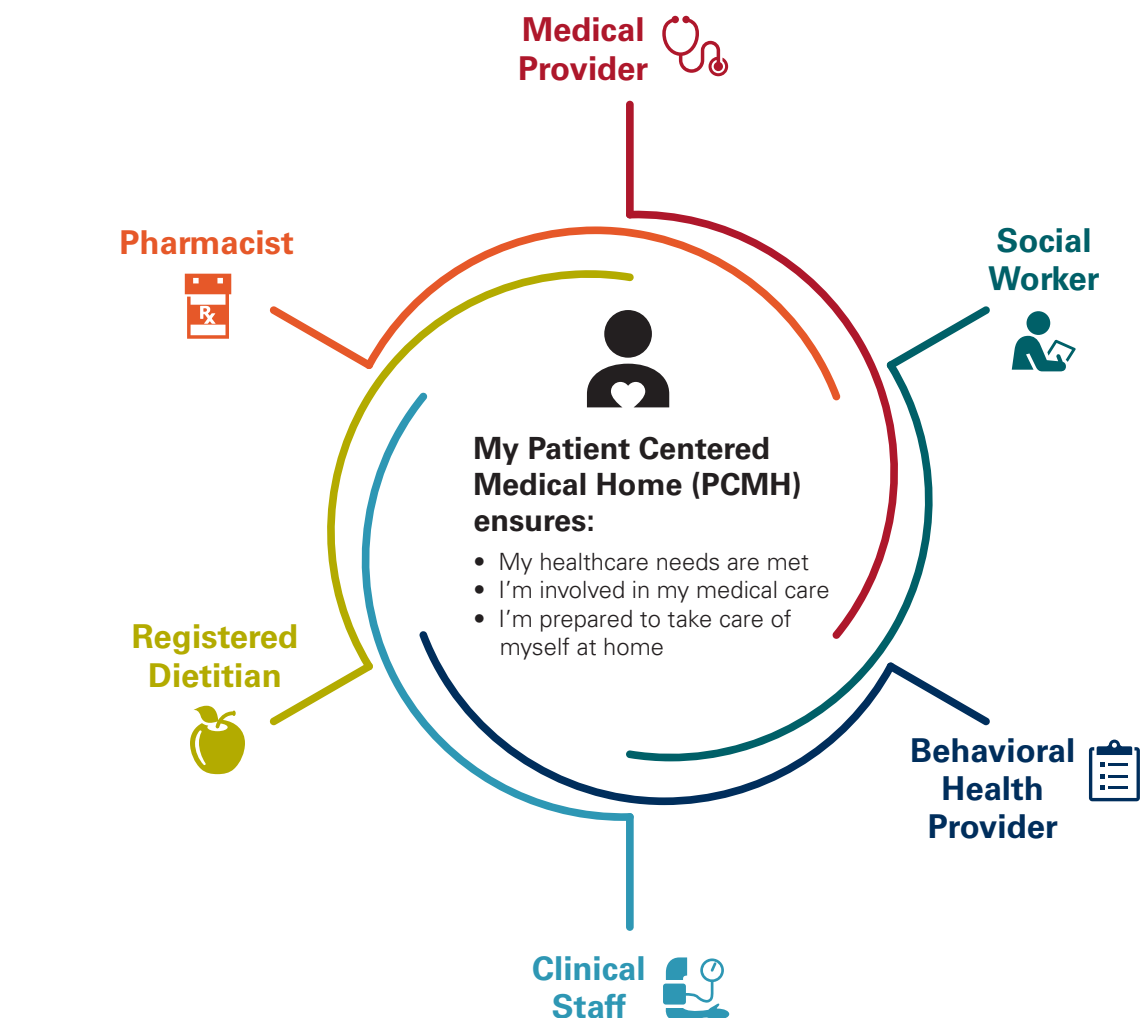 Medical
Provider
Pharmacist
Rx
Social
Worker
My Patient Centered
Medical Home (PCMH)
ensures:
• My healthcare needs are met
• I'm involved in my medical care
• I'm prepared to take care of
myself at home
Registered
Dietitian
Behavioral
Health
Provider
Clinical
Staff